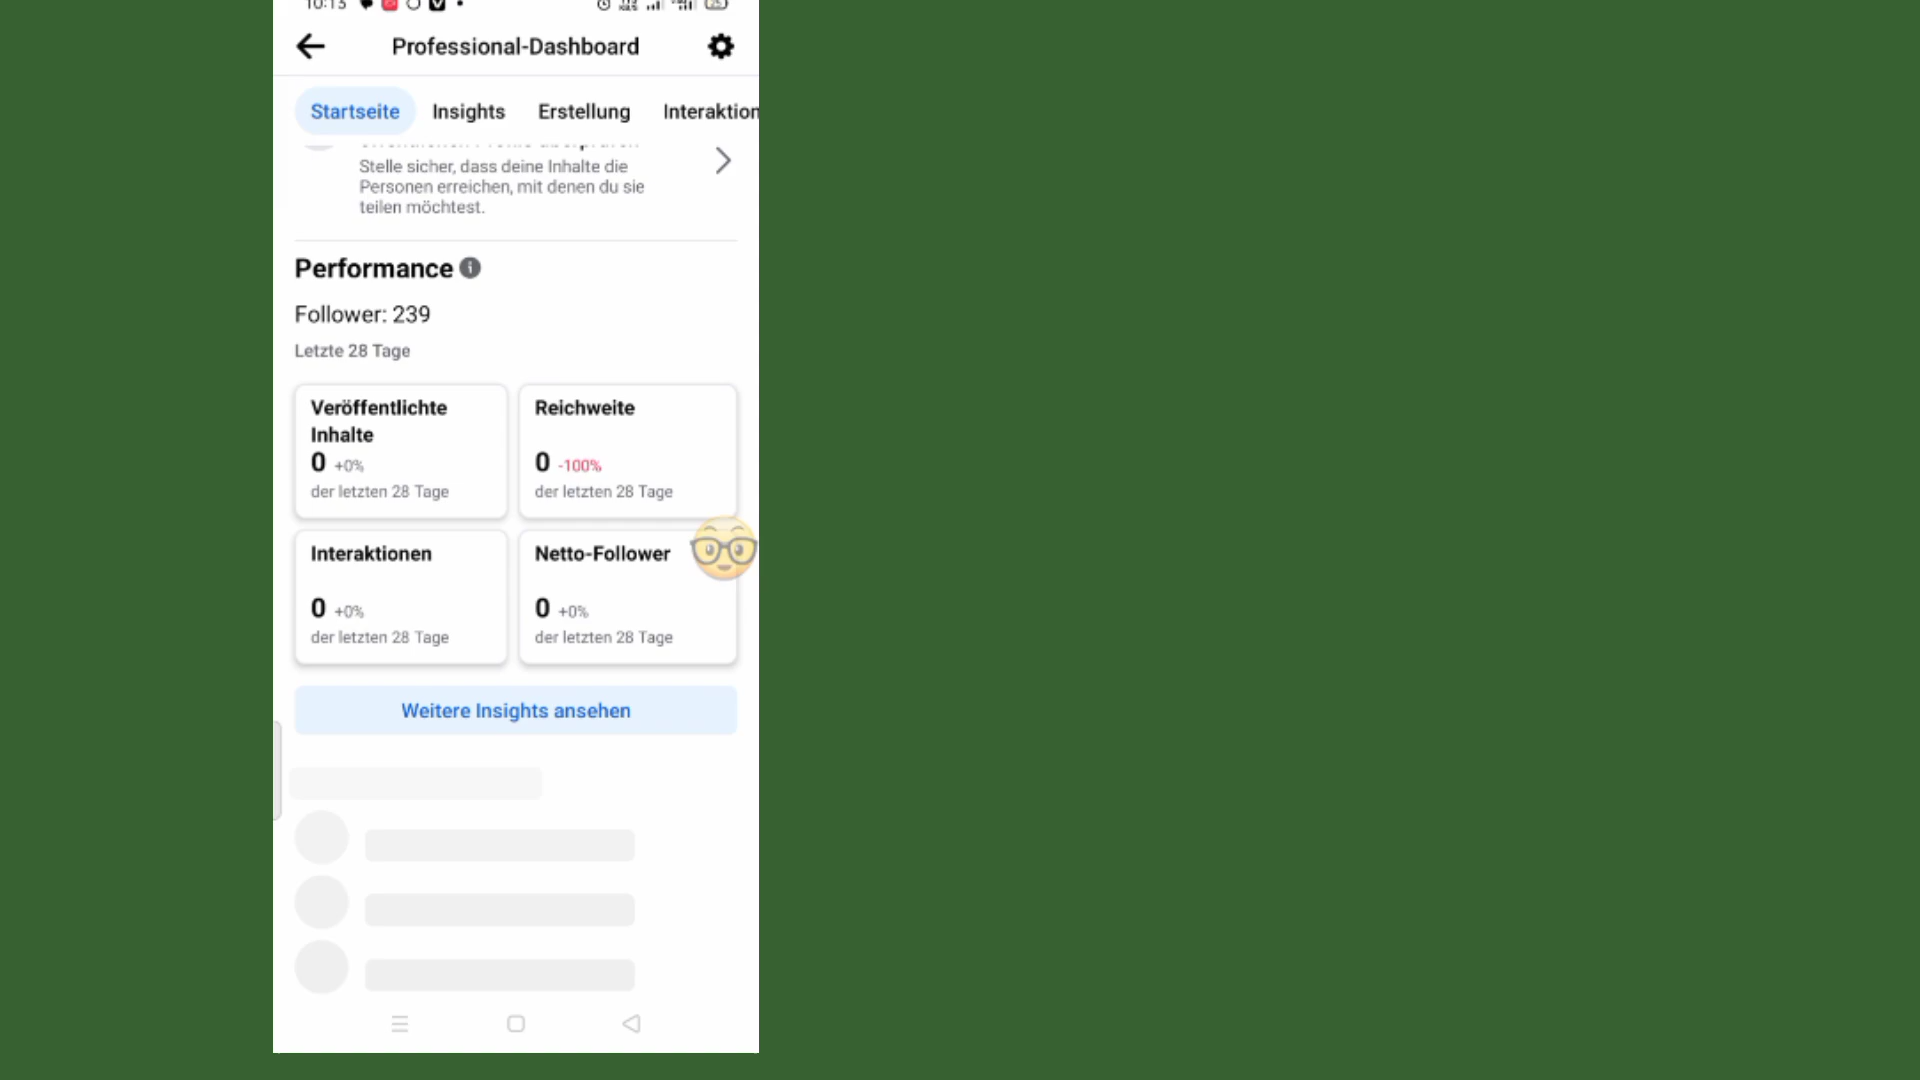 10:13
Professional-Dashboard
Startseite Insights Erstellung Interaktion
Stelle sicher, dass deine Inhalte die
Personen erreichen, mit denen du sie
teilen möchtest.
Performance
Follower: 239
Letzte 28 Tage
Veröffentlichte
Inhalte
0 +0%
der letzten 28 Tage
Reichweite
0 -100%
der letzten 28 Tage
Interaktionen
0 +0%
der letzten 28 Tage
Netto-Follower
0 +0%
der letzten 28 Tage
Weitere Insights ansehen